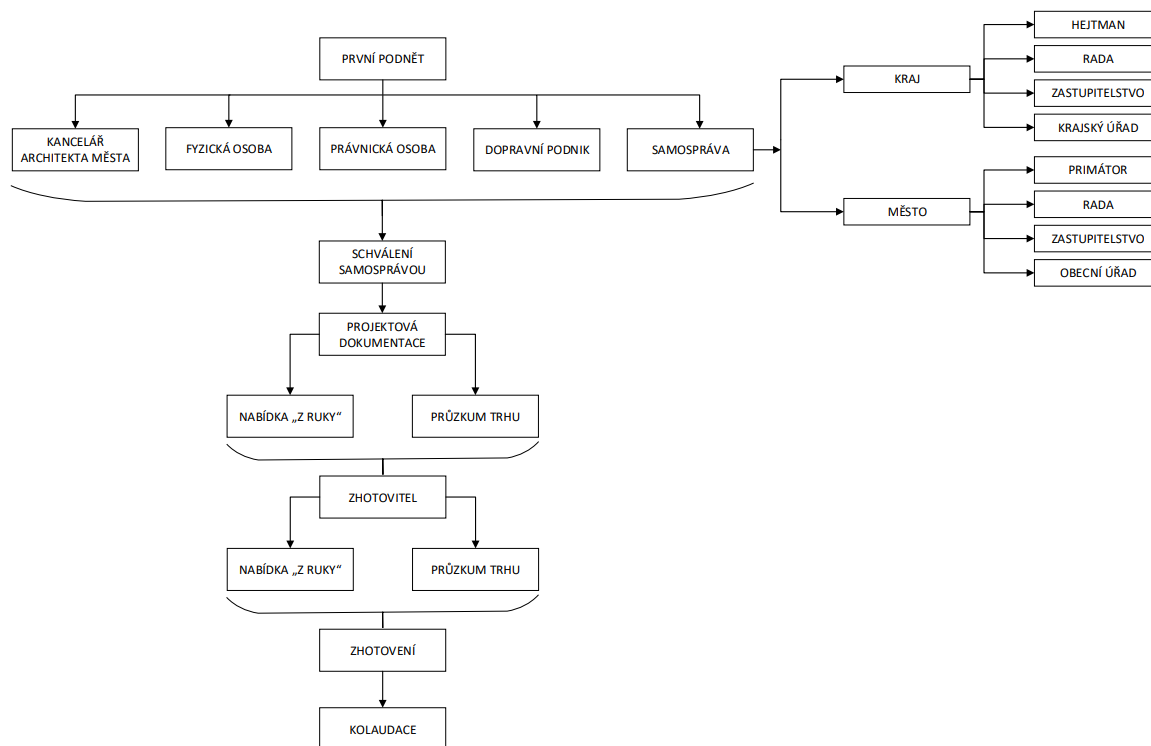 PRVNÍ PODNĚT
KANCELÁŘ
ARCHITEKTA MĚSTA
FYZICKÁ OSOBA
PRÁVNICKÁ OSOBA
DOPRAVNÍ PODNIK
SAMOSPRÁVA
KRAJ
HEJTMAN
RADA
ZASTUPITELSTVO
KRAJSKÝ ÚŘAD
MĚSTO
PRIMÁTOR
RADA
ZASTUPITELSTVO
OBECNÍ ÚŘAD
SCHVÁLENÍ
SAMOSPRÁVOU
PROJEKTOVÁ
DOKUMENTACE
NABÍDKA „Z RUKY“
PRŮZKUM TRHU
ZHOTOVITEL
NABÍDKA „Z RUKY“
PRŮZKUM TRHU
ZHOTOVENÍ
KOLAUDACE